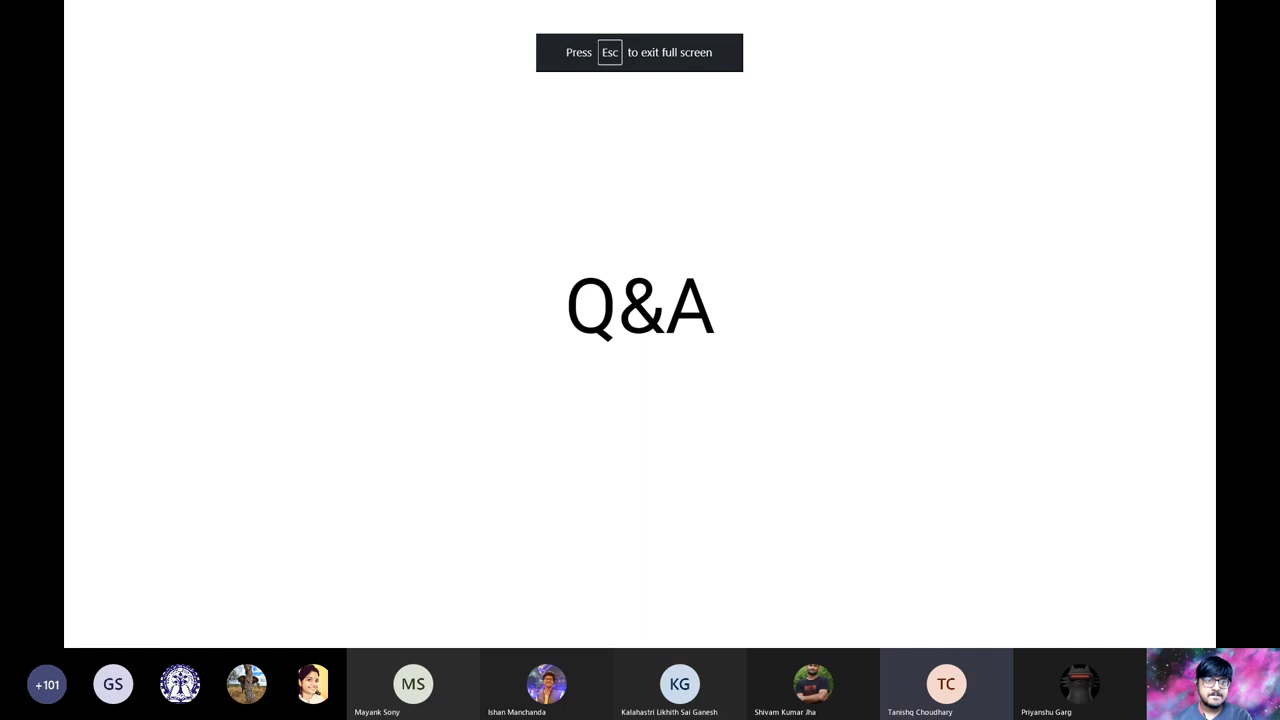 Press Esc to exit full screen
Q&A
+101
GS
MS
KG
TC
Mayank Sony
Ishan Manchanda
Kalahastri Likhith Sai Ganesh
Shivam Kumar Jha
Tanishq Choudhary
Priyanshu Garg